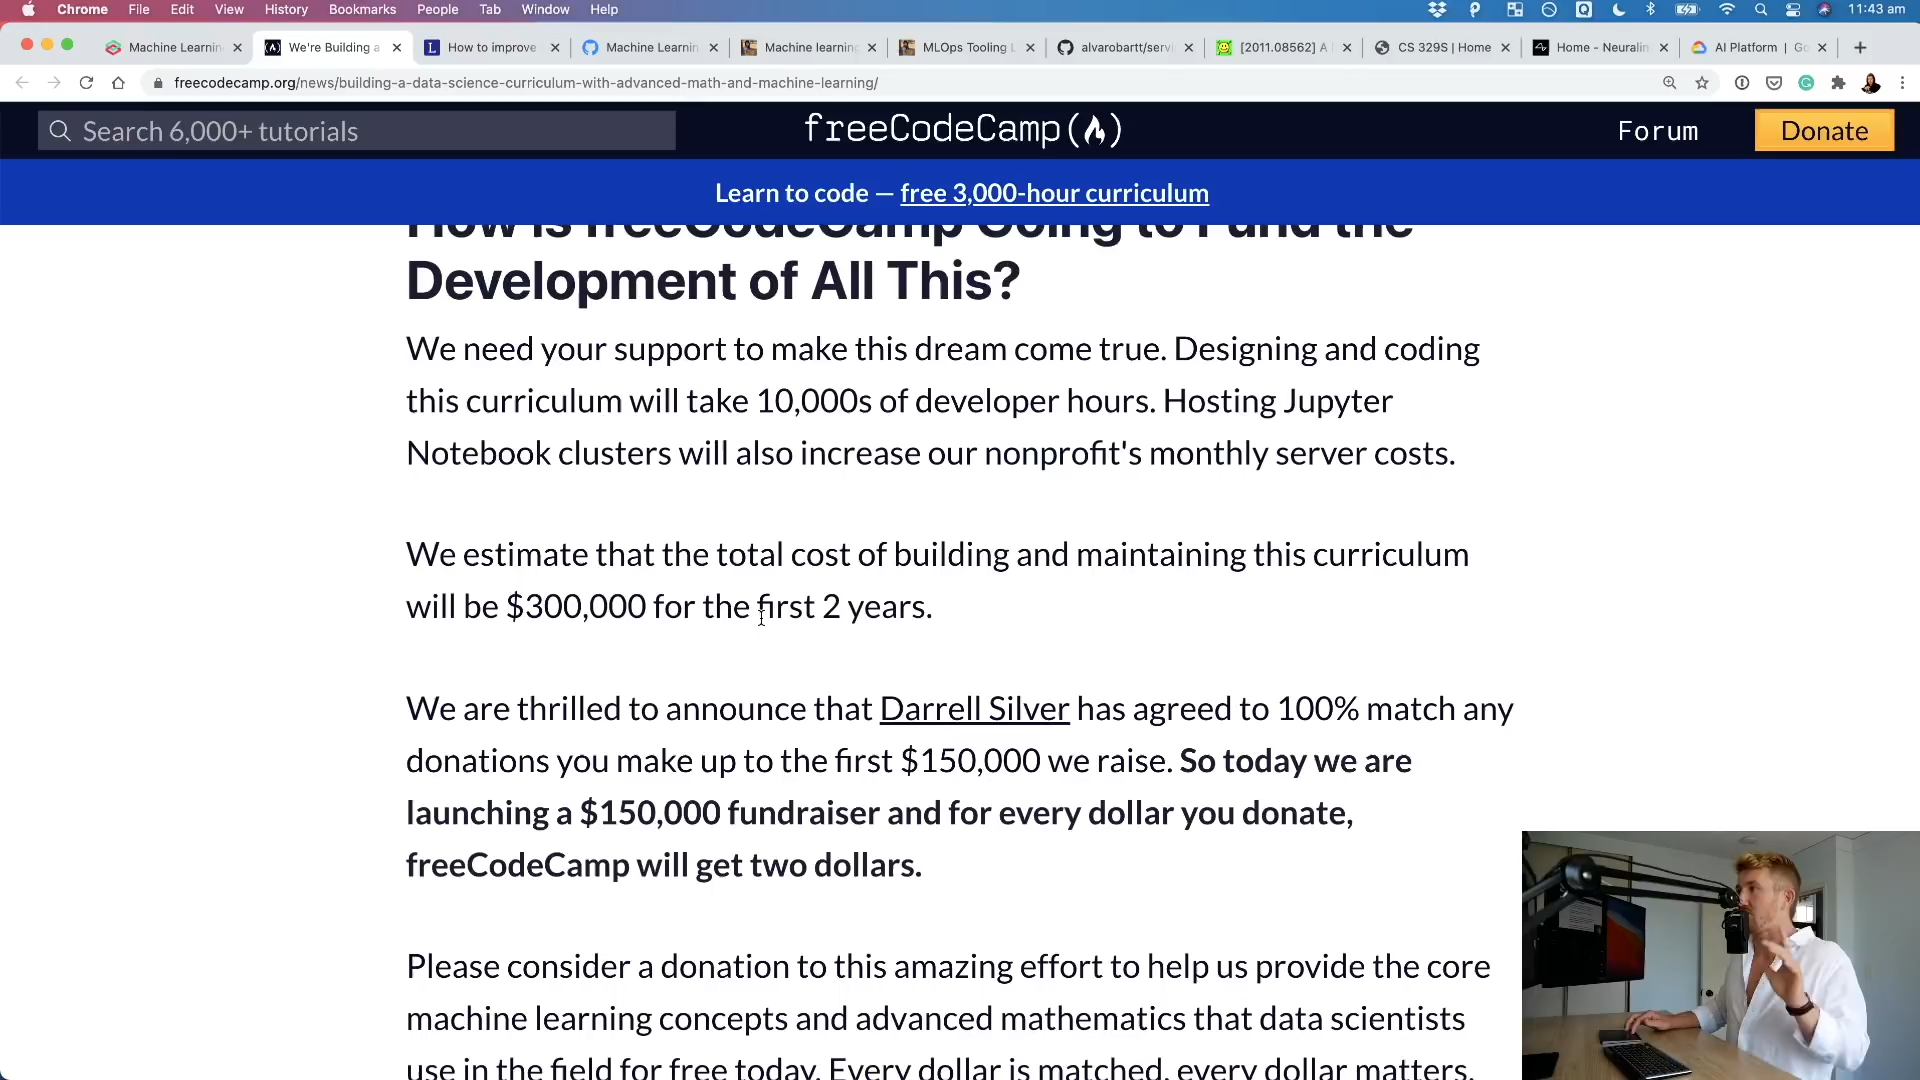 Chrome File Edit View History Bookmarks People Tab Window Help 11:43 am
Machine Learnin We're Building a How to improve Machine Learnin Machine learning MLOps Tooling L alvarobartt/servi [2011.08562] A CS 329S | Home Home - Neuralin AI Platform | Go
freecodecamp.org/news/building-a-data-science-curriculum-with-advanced-math-and-machine-learning/
Search 6,000+ tutorials freeCodeCamp Forum Donate
Learn to code — free 3,000-hour curriculum
How is freeCodeCamp Going to Fund the
Development of All This?
We need your support to make this dream come true. Designing and coding
this curriculum will take 10,000s of developer hours. Hosting Jupyter
Notebook clusters will also increase our nonprofit's monthly server costs.
We estimate that the total cost of building and maintaining this curriculum
will be $300,000 for the first 2 years.
We are thrilled to announce that Darrell Silver has agreed to 100% match any
donations you make up to the first $150,000 we raise. So today we are
launching a $150,000 fundraiser and for every dollar you donate,
freeCodeCamp will get two dollars.
Please consider a donation to this amazing effort to help us provide the core
machine learning concepts and advanced mathematics that data scientists
use in the field for free today. Every dollar is matched, every dollar matters.